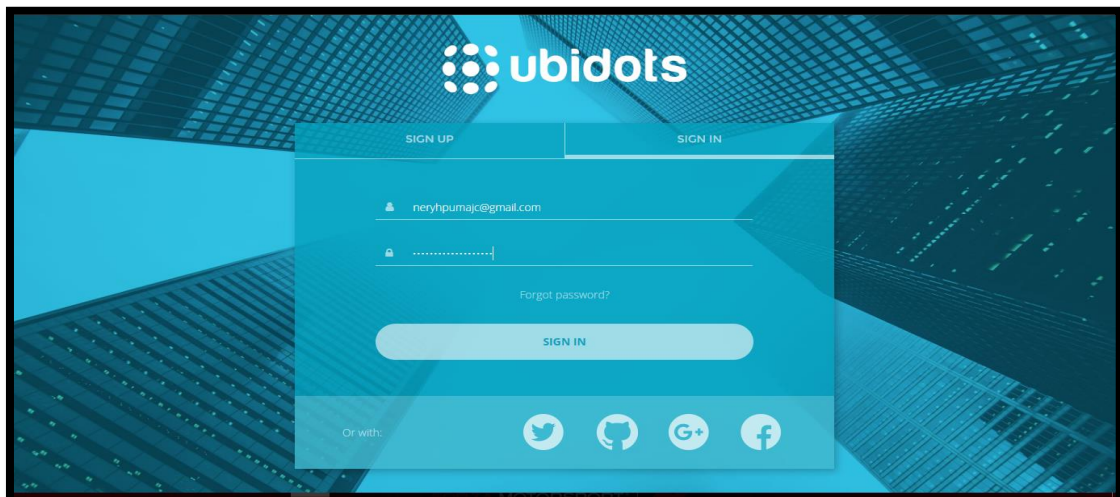 ubidots
SIGN UP
SIGN IN
neryhpumajc@gmail.com
Forgot password?
SIGN IN
Or with:
G+